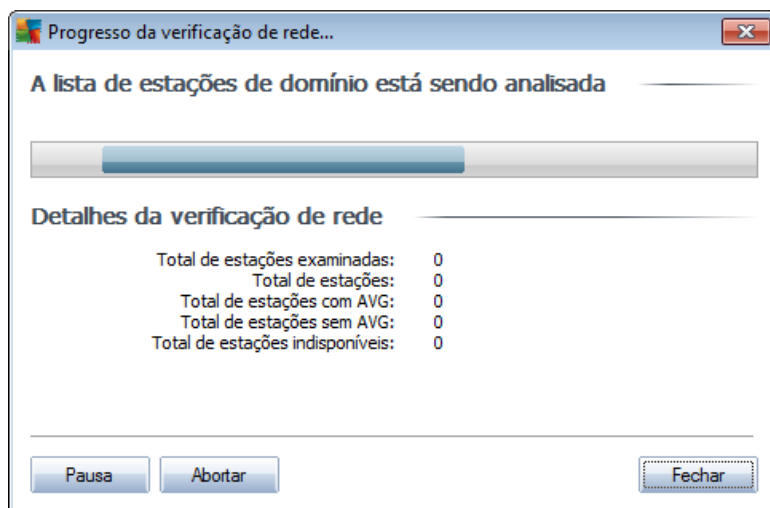 Progresso da verificação de rede...
A lista de estações de domínio está sendo analisada
Detalhes da verificação de rede
Total de estações examinadas: 0
Total de estações: 0
Total de estações com AVG: 0
Total de estações sem AVG: 0
Total de estações indisponíveis: 0
Pausa Abortar Fechar